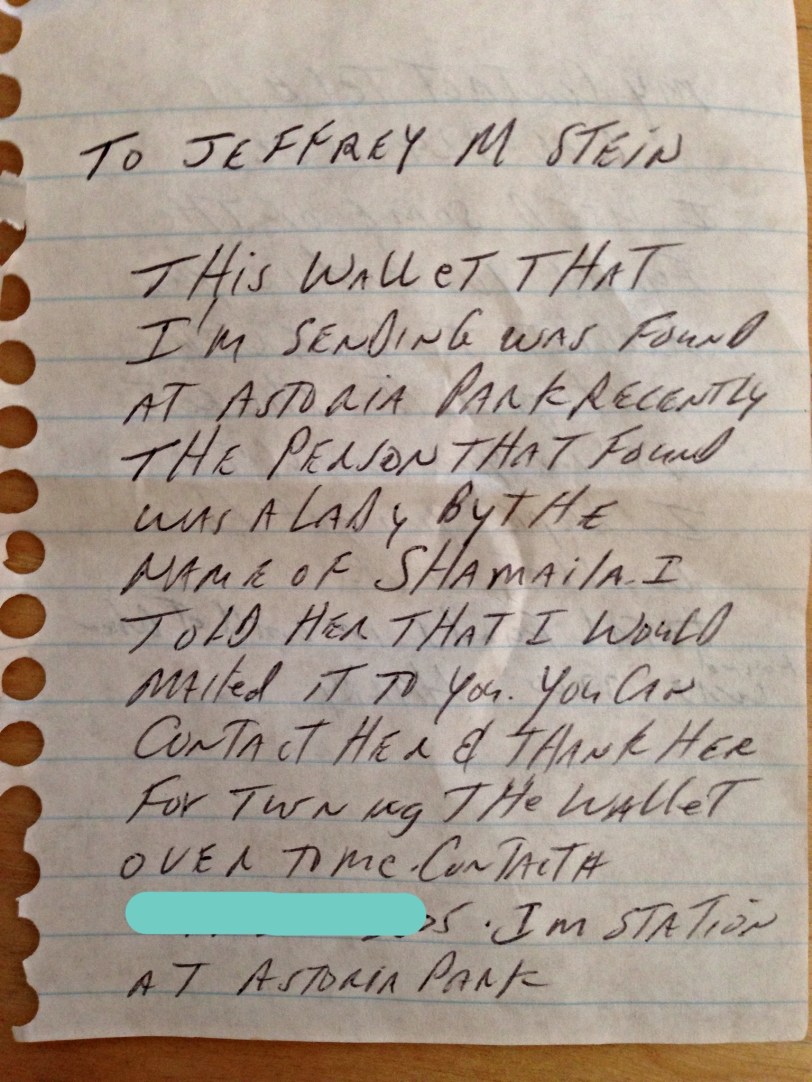 TO JEFFREY M STEIN
THis WALLeT THAT
I'M SENDING WAS FOUND
AT ASTORIA PARK RECENTLY
THE PERSON THAT FOUND
WAS A LADY BY THE
NAME OF SHAMAILA. I
TOLD HER THAT I WOULD
MAILED IT TO YOU. YOU CAN
CONTACT HER & THANK HER
FOR TURNING THE WALLET
OVER TO ME. CONTACT#
I'M STATION
AT ASTORIA PARK